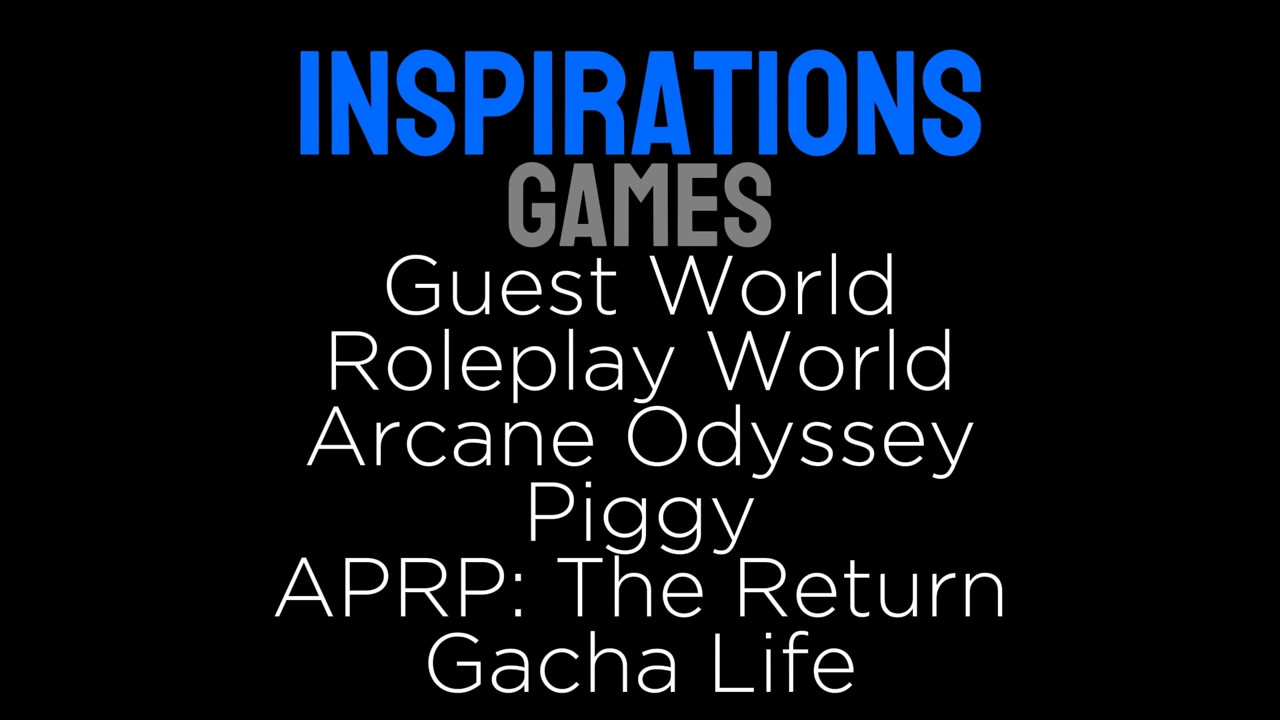 INSPIRATIONS
GAMES
Guest World
Roleplay World
Arcane Odyssey
Piggy
APRP: The Return
Gacha Life